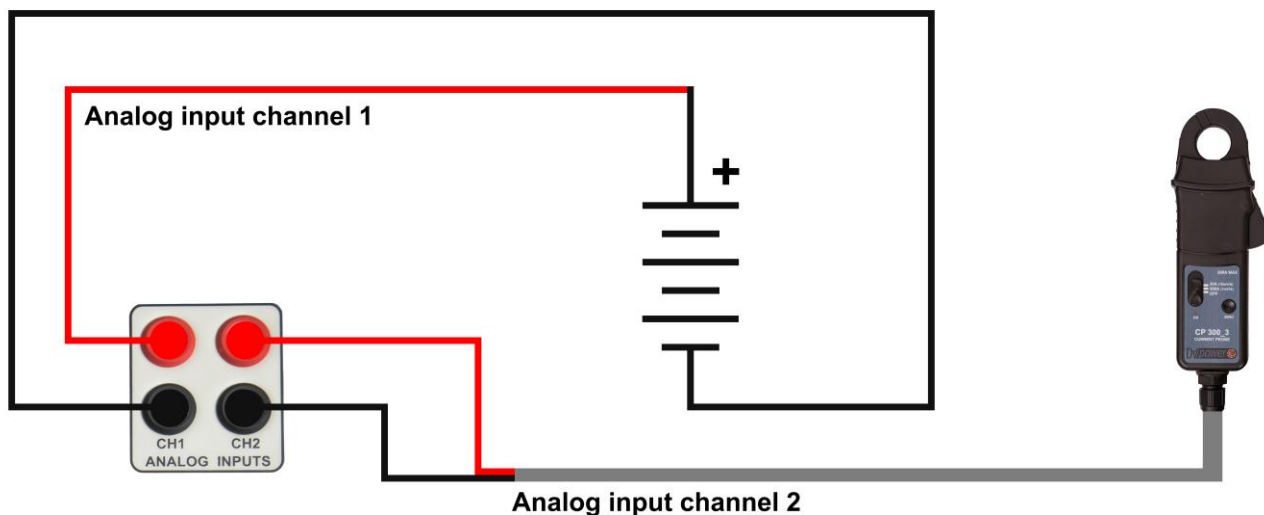 Analog input channel 1
+
CP 300_3
CURRENT PROBE
CH1 CH2
ANALOG INPUTS
Analog input channel 2